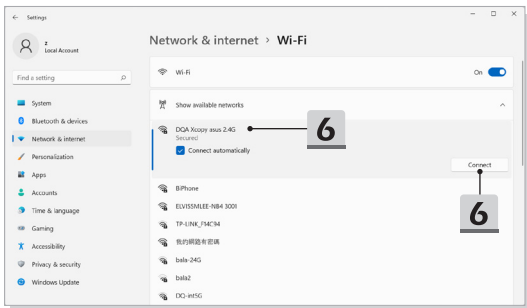 Settings
z
Local Account
Find a setting
System
Bluetooth & devices
Network & internet
Personalization
Apps
Accounts
Time & language
Gaming
Accessibility
Privacy & security
Windows Update
Network & internet > Wi-Fi
Wi-Fi
On
Show available networks
DQA Xcopy asus 2.4G
Secured
Connect automatically
6
Connect
6
BiPhone
ELVISSMLEE-NB4 3001
TP-LINK_F14C94
我的網路有密碼
bala-24G
bala2
DQ-int5G